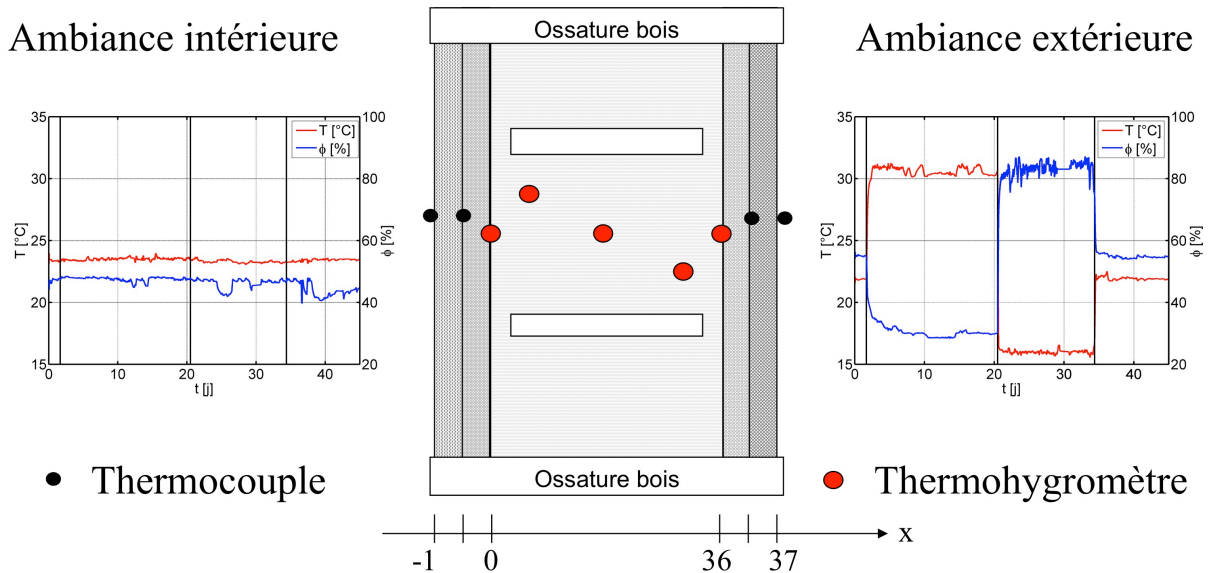 Ambiance intérieure
Ossature bois
Ambiance extérieure
35
30
25
20
15
T [°C]
100
80
60
40
20
ϕ [%]
T [°C]
ϕ [%]
0
10
20
30
40
t [j]
35
30
25
20
15
T [°C]
100
80
60
40
20
ϕ [%]
T [°C]
ϕ [%]
0
10
20
30
40
t [j]
Thermocouple
Ossature bois
Thermohygromètre
x
-1 0 36 37